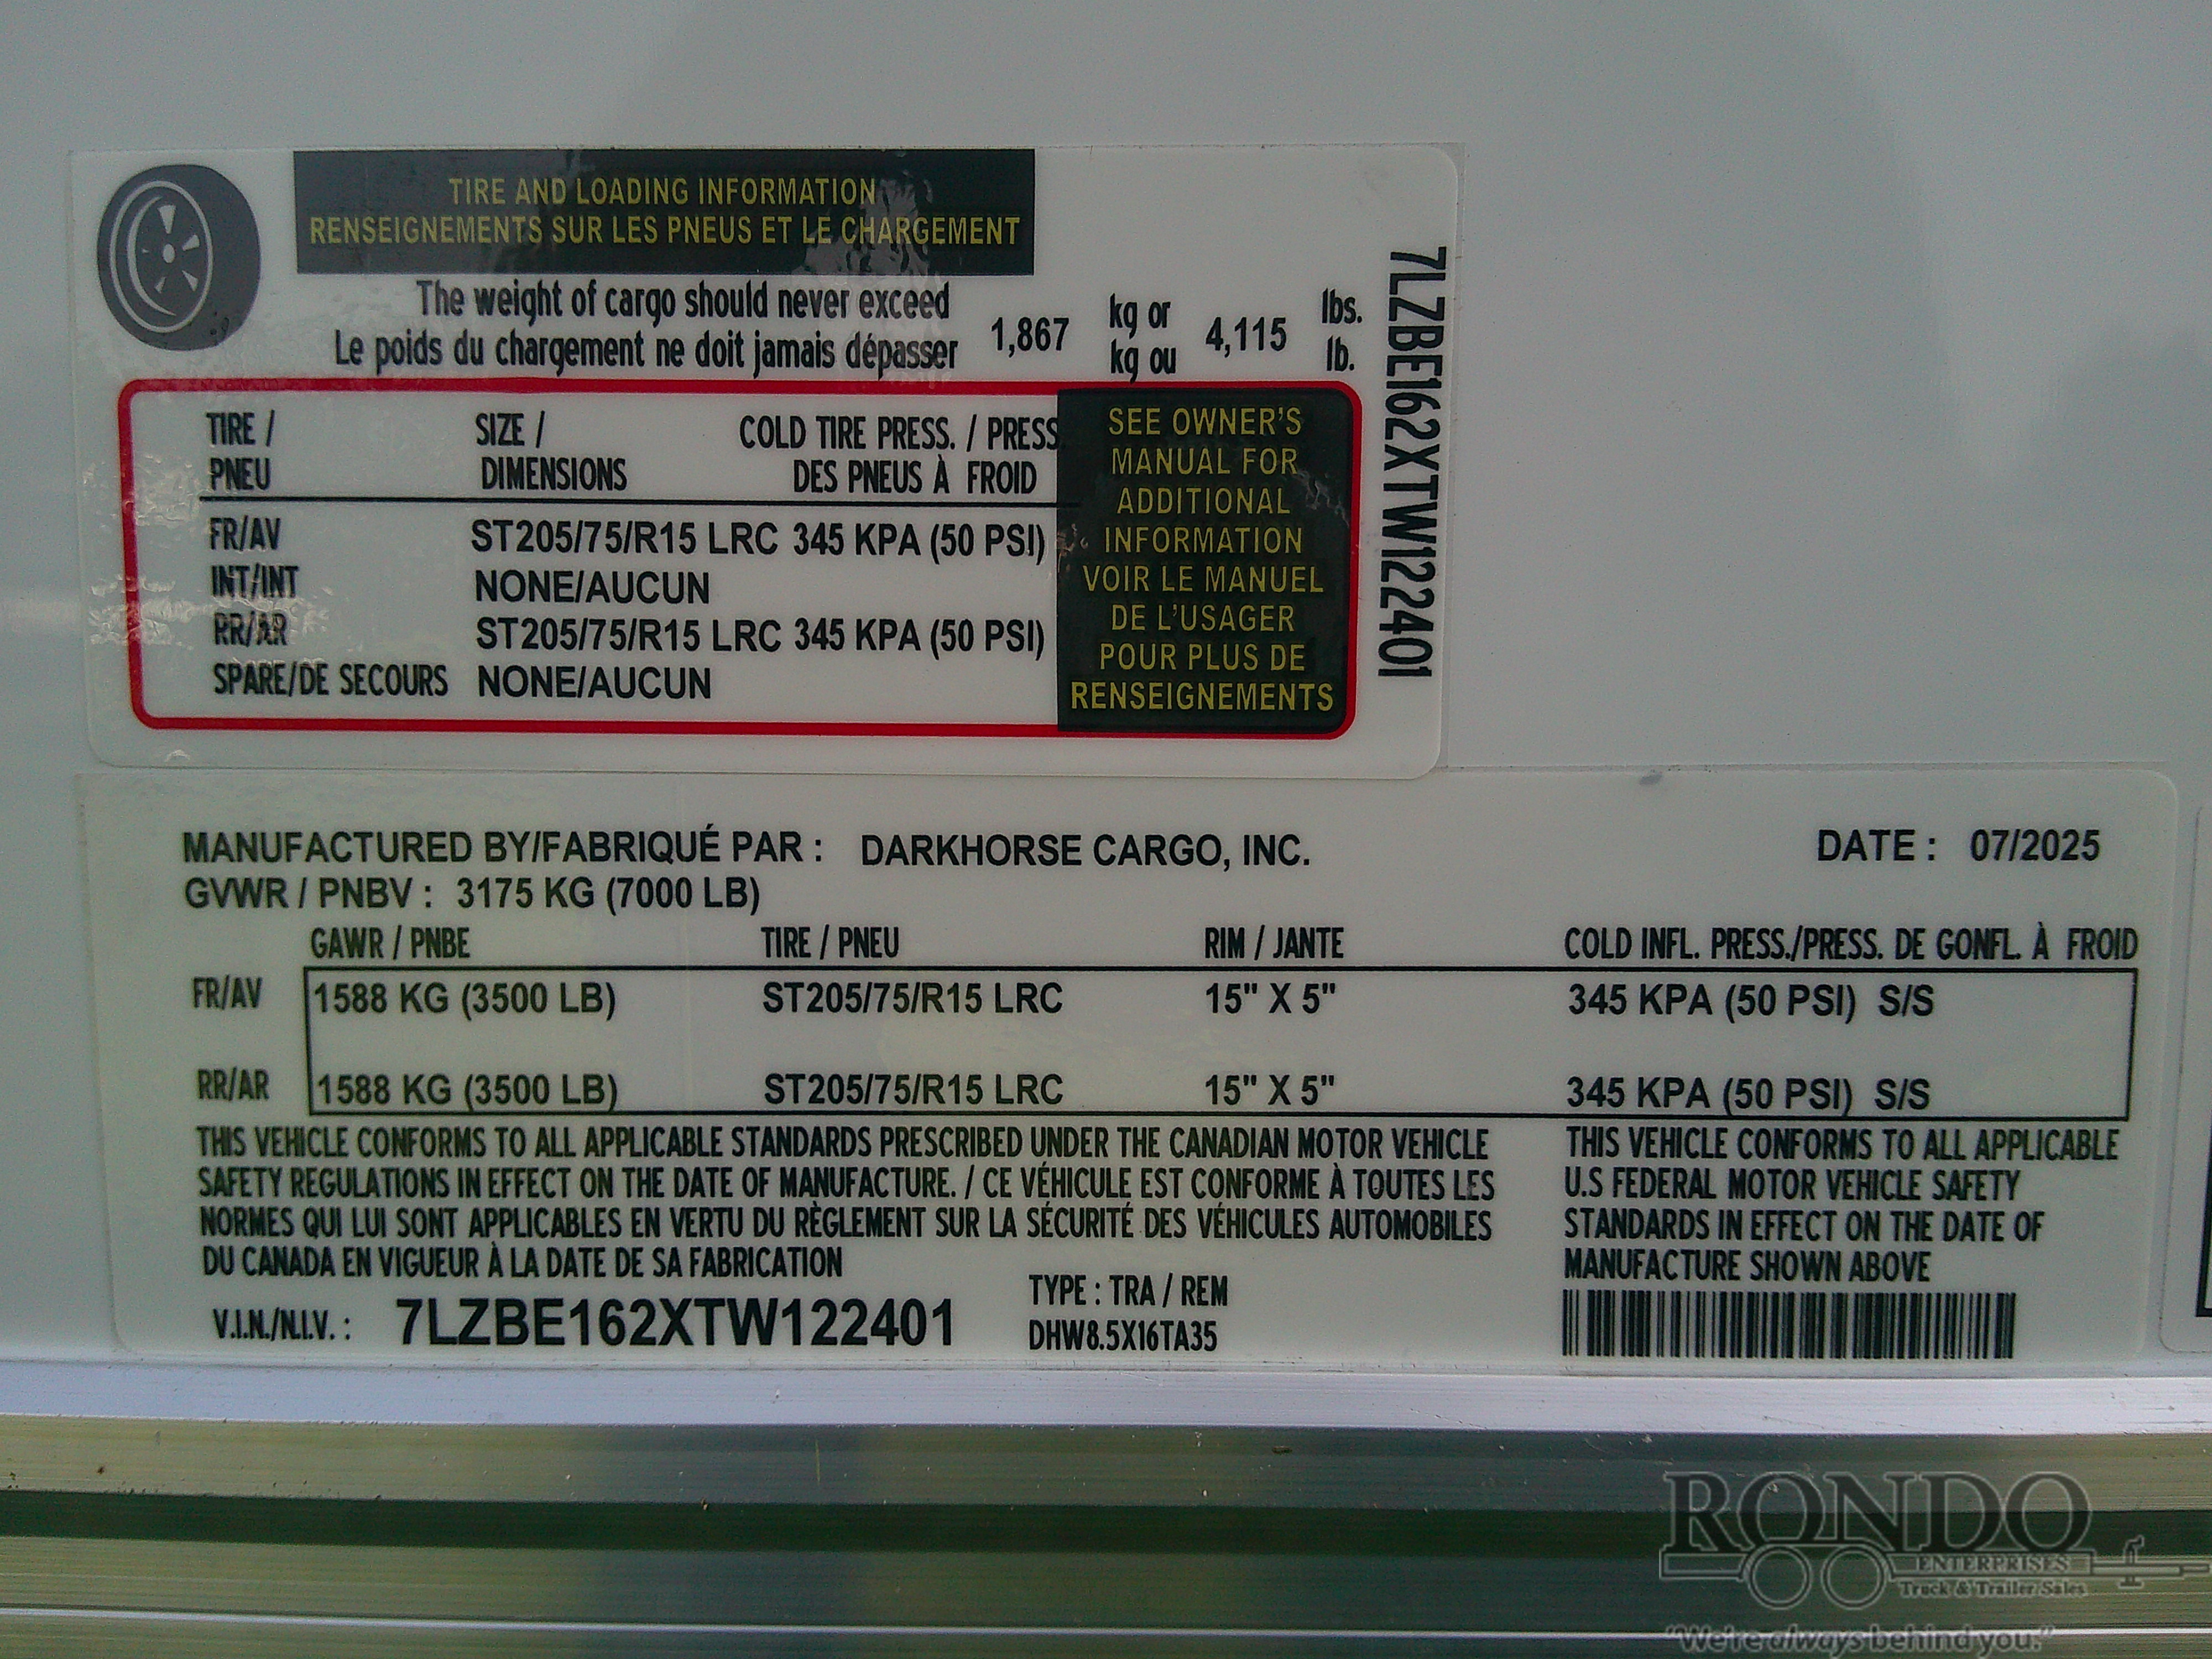 TIRE AND LOADING INFORMATION
RENSEIGNEMENTS SUR LES PNEUS ET LE CHARGEMENT
The weight of cargo should never exceed
Le poids du chargement ne doit jamais dépasser
1,867
kg or
kg ou
4,115
lbs.
lb.
7LZBE162XTW122401
TIRE / SIZE / COLD TIRE PRESS. / PRESS.
PNEU DIMENSIONS DES PNEUS À FROID
FR/AV ST205/75/R15 LRC 345 KPA (50 PSI)
INT/INT NONE/AUCUN
RR/AR ST205/75/R15 LRC 345 KPA (50 PSI)
SPARE/DE SECOURS NONE/AUCUN
SEE OWNER'S
MANUAL FOR
ADDITIONAL
INFORMATION
VOIR LE MANUEL
DE L'USAGER
POUR PLUS DE
RENSEIGNEMENTS
MANUFACTURED BY/FABRIQUÉ PAR : DARKHORSE CARGO, INC. DATE : 07/2025
GVWR / PNBV : 3175 KG (7000 LB)
GAWR / PNBE TIRE / PNEU RIM / JANTE COLD INFL. PRESS./PRESS. DE GONFL. À FROID
FR/AV 1588 KG (3500 LB) ST205/75/R15 LRC 15" X 5" 345 KPA (50 PSI) S/S
RR/AR 1588 KG (3500 LB) ST205/75/R15 LRC 15" X 5" 345 KPA (50 PSI) S/S
THIS VEHICLE CONFORMS TO ALL APPLICABLE STANDARDS PRESCRIBED UNDER THE CANADIAN MOTOR VEHICLE
SAFETY REGULATIONS IN EFFECT ON THE DATE OF MANUFACTURE. / CE VÉHICULE EST CONFORME À TOUTES LES
NORMES QUI LUI SONT APPLICABLES EN VERTU DU RÈGLEMENT SUR LA SÉCURITÉ DES VÉHICULES AUTOMOBILES
DU CANADA EN VIGUEUR À LA DATE DE SA FABRICATION
THIS VEHICLE CONFORMS TO ALL APPLICABLE
U.S FEDERAL MOTOR VEHICLE SAFETY
STANDARDS IN EFFECT ON THE DATE OF
MANUFACTURE SHOWN ABOVE
V.I.N./N.I.V. : 7LZBE162XTW122401
TYPE : TRA / REM
DHW8.5X16TA35
RONDO
ENTERPRISES
Truck & Trailer Sales
"We're always behind you."